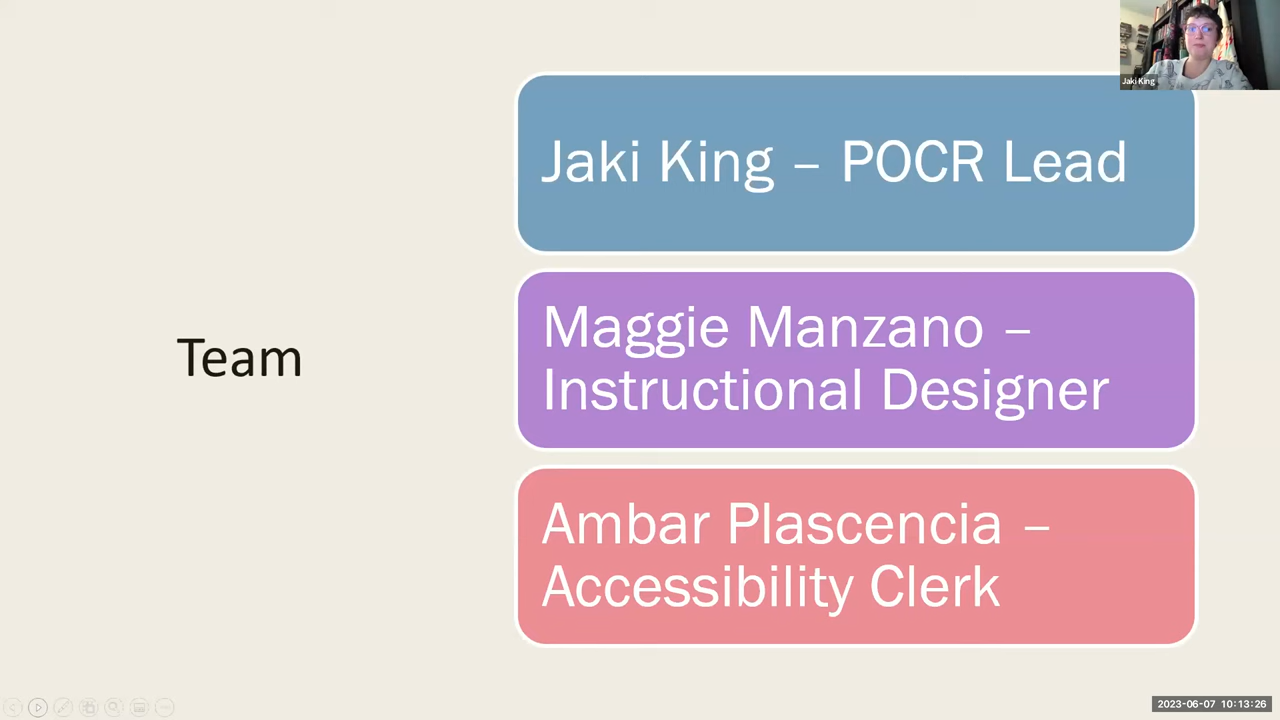 Jaki King
Jaki King – POCR Lead
Maggie Manzano –
Instructional Designer
Team
Ambar Plascencia –
Accessibility Clerk
2023-06-07 10:13:26